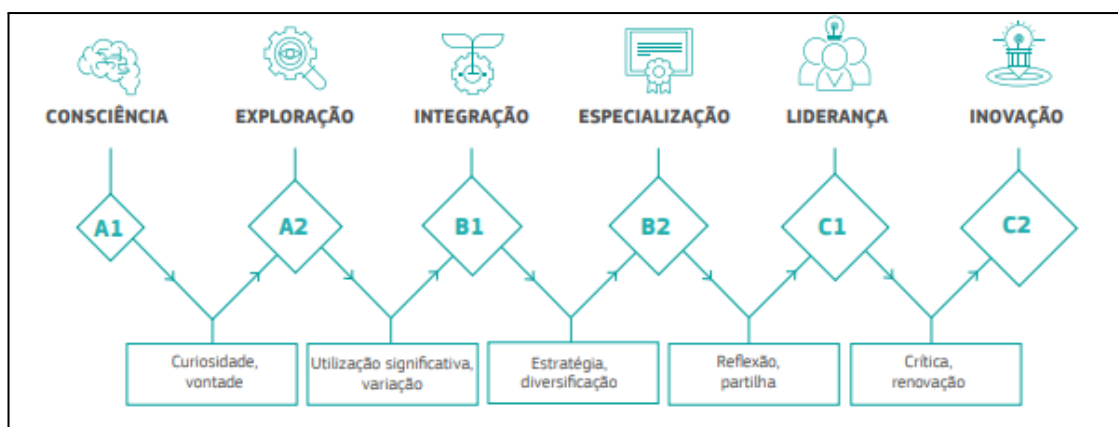 CONSCIÊNCIA
EXPLORAÇÃO
INTEGRAÇÃO
ESPECIALIZAÇÃO
LIDERANÇA
INOVAÇÃO
A1
A2
B1
B2
C1
C2
Curiosidade,
vontade
Utilização significativa,
variação
Estratégia,
diversificação
Reflexão,
partilha
Crítica,
renovação